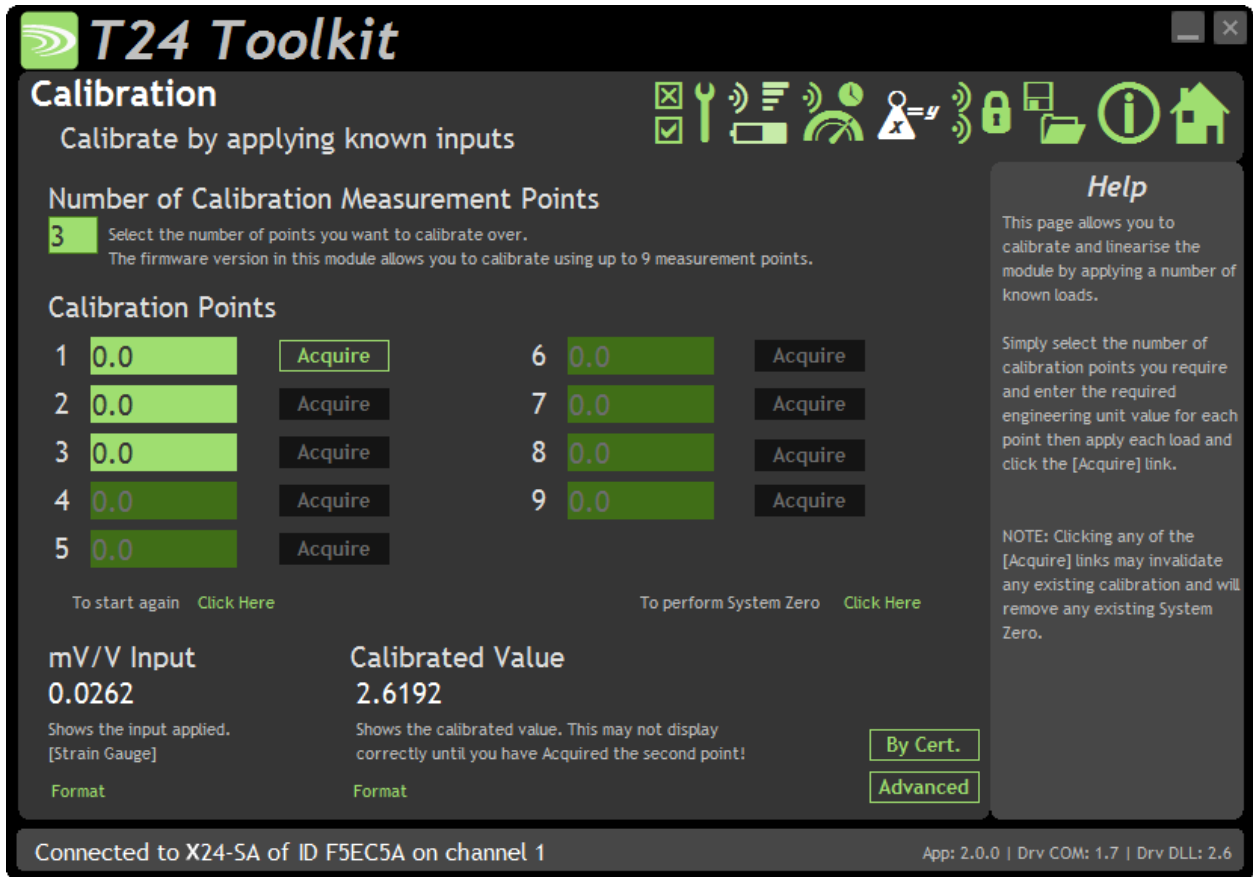 T24 Toolkit
Calibration
Calibrate by applying known inputs
x=y
Number of Calibration Measurement Points
3
Select the number of points you want to calibrate over.
The firmware version in this module allows you to calibrate using up to 9 measurement points.
Calibration Points
1 0.0 Acquire 6 0.0 Acquire
2 0.0 Acquire 7 0.0 Acquire
3 0.0 Acquire 8 0.0 Acquire
4 0.0 Acquire 9 0.0 Acquire
5 0.0 Acquire
To start again Click Here To perform System Zero Click Here
mV/V Input
0.0262
Shows the input applied.
[Strain Gauge]
Format
Calibrated Value
2.6192
Shows the calibrated value. This may not display
correctly until you have Acquired the second point!
Format
By Cert.
Advanced
Help
This page allows you to
calibrate and linearise the
module by applying a number of
known loads.
Simply select the number of
calibration points you require
and enter the required
engineering unit value for each
point then apply each load and
click the [Acquire] link.
NOTE: Clicking any of the
[Acquire] links may invalidate
any existing calibration and will
remove any existing System
Zero.
Connected to X24-SA of ID F5EC5A on channel 1
App: 2.0.0 | Drv COM: 1.7 | Drv DLL: 2.6